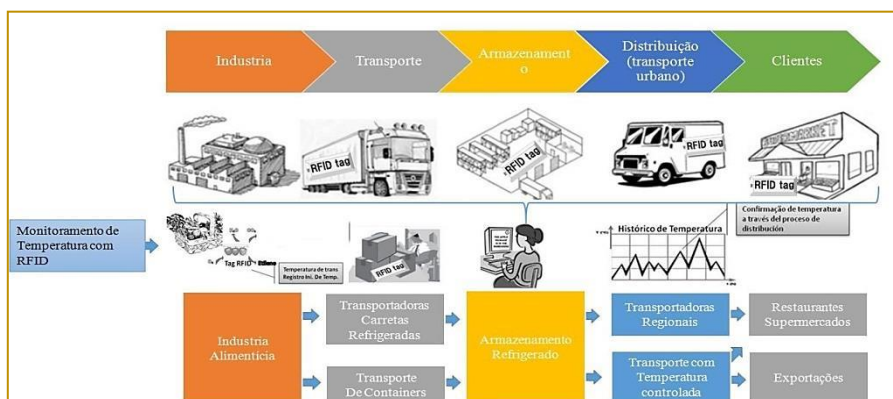 Industria
Transporte
Armazenament
o
Distribuição
(transporte
urbano)
Clientes
RFID tag
RFID tag
RFID tag
SUPERMARKET
RFID tag
Monitoramento de
Temperatura com
RFID
Tag RFID
Temperatura de trans
Registro Ini. De Temp.
RFID tag
Histórico de Temperatura
Confirmação de temperatura
a través del proceso de
distribución
Industria
Alimentícia
Transportadoras
Carretas
Refrigeradas
Transporte
De Containers
Armazenamento
Refrigerado
Transportadoras
Regionais
Transporte com
Temperatura
controlada
Restaurantes
Supermercados
Exportações